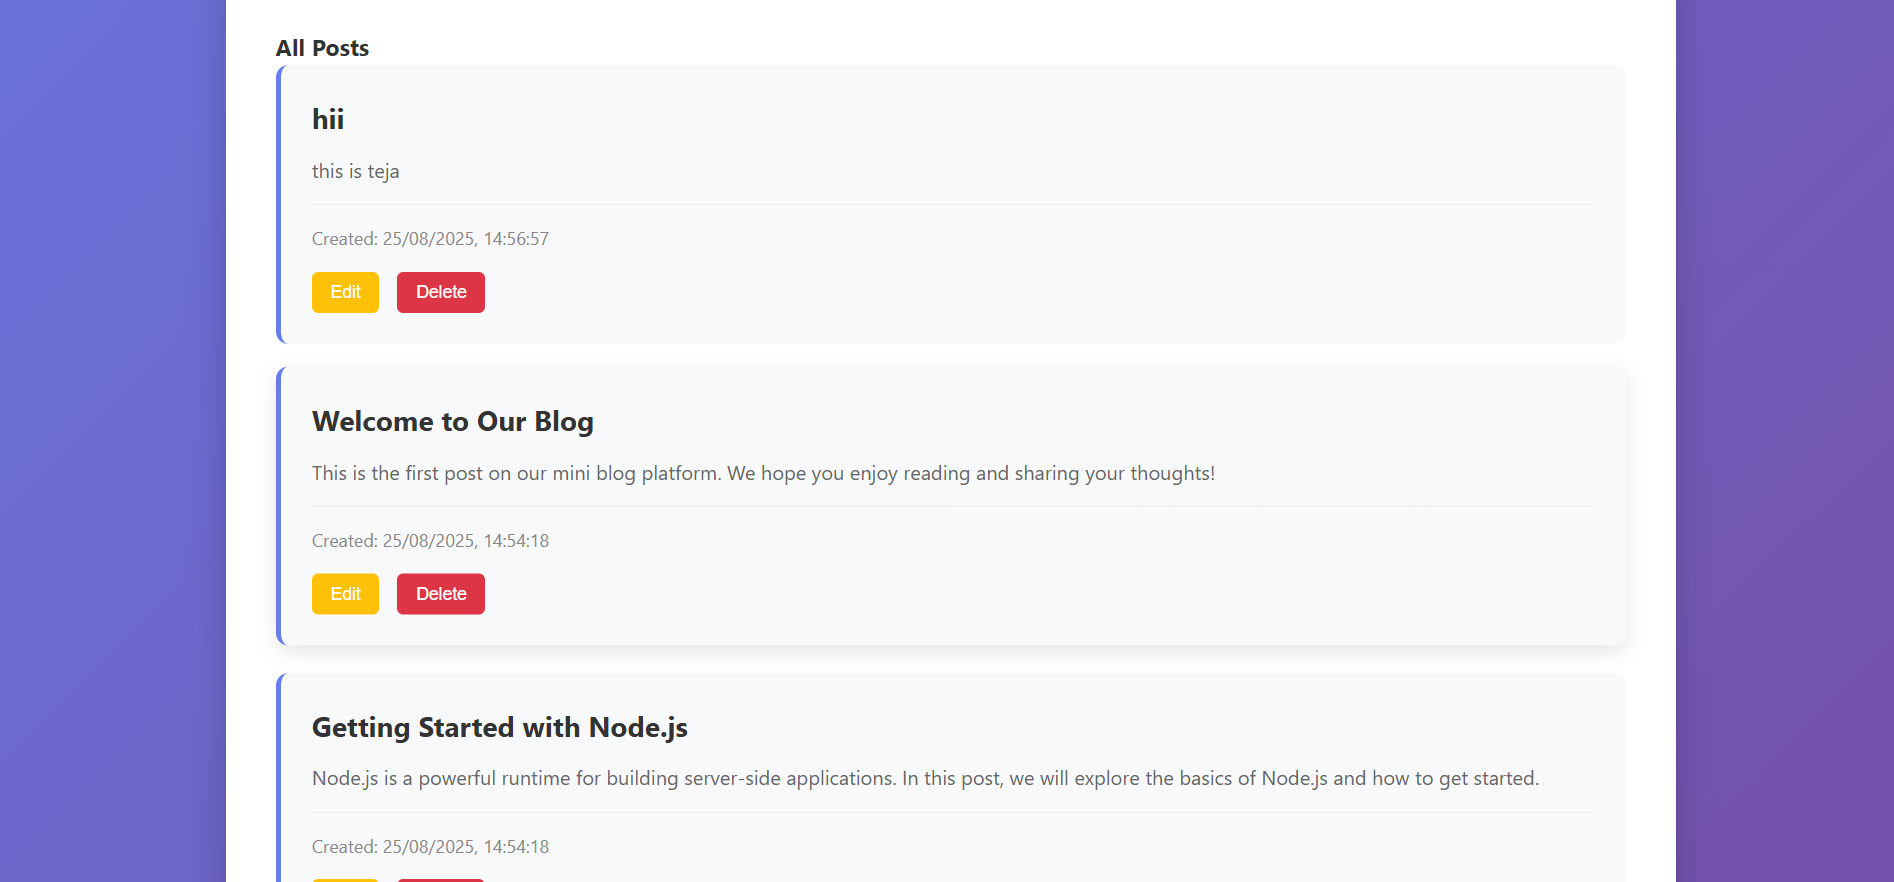 All Posts
hii
this is teja
Created: 25/08/2025, 14:56:57
Edit Delete
Welcome to Our Blog
This is the first post on our mini blog platform. We hope you enjoy reading and sharing your thoughts!
Created: 25/08/2025, 14:54:18
Edit Delete
Getting Started with Node.js
Node.js is a powerful runtime for building server-side applications. In this post, we will explore the basics of Node.js and how to get started.
Created: 25/08/2025, 14:54:18